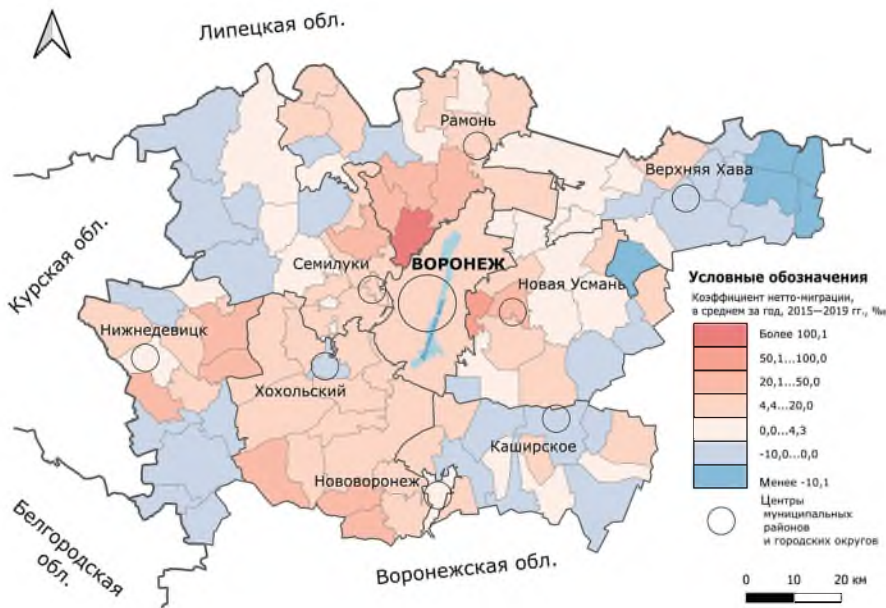 Липецкая обл.
Рамонь
Верхняя Хава
Курская обл.
Семилуки
ВОРОНЕЖ
Новая Усмань
Нижнедевицк
Хохольский
Каширское
Нововоронеж
Белгородская
обл.
Воронежская обл.
Условные обозначения
Коэффициент нетто-миграции,
в среднем за год, 2015—2019 гг., ‰
Более 100,1
50,1...100,0
20,1...50,0
4,4...20,0
0,0...4,3
-10,0...0,0
Менее -10,1
Центры
муниципальных
районов
и городских округов
0 10 20 км